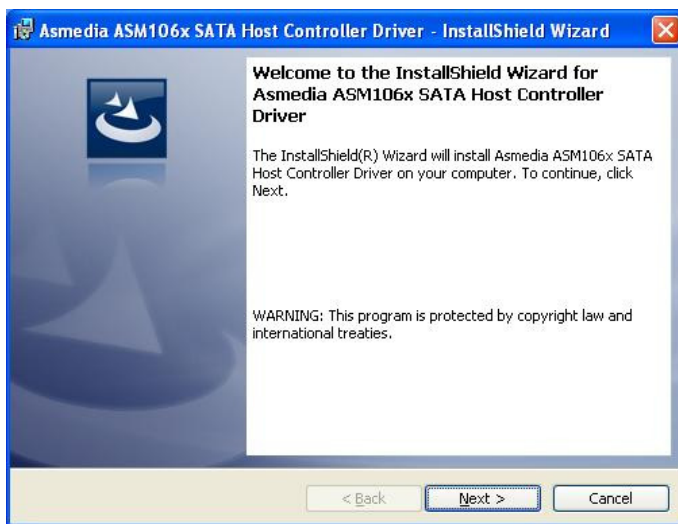 Asmedia ASM106x SATA Host Controller Driver - InstallShield Wizard
Welcome to the InstallShield Wizard for
Asmedia ASM106x SATA Host Controller
Driver
The InstallShield(R) Wizard will install Asmedia ASM106x SATA
Host Controller Driver on your computer. To continue, click
Next.
WARNING: This program is protected by copyright law and
international treaties.
< Back
Next >
Cancel